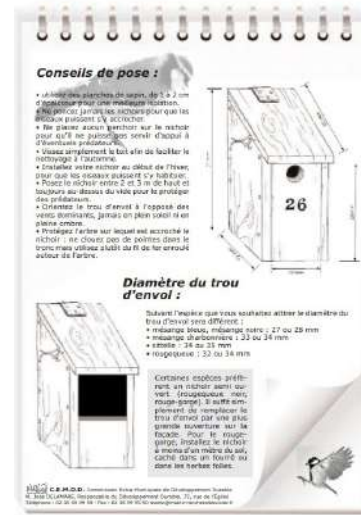 Conseils de pose :
• utilisez des planches de sapin, de 1 à 2 cm
d'épaisseur pour une meilleure isolation.
• Ne poncez jamais les nichoirs pour que les
oiseaux puissent s'y accrocher.
• Ne placez aucun perchoir sur le nichoir
pour qu'il ne puisse pas servir d'appui à
d'éventuels prédateurs.
• Vissez simplement le toit afin de faciliter le
nettoyage à l'automne.
• Installez votre nichoir au début de l'hiver,
pour que les oiseaux puissent s'y habituer.
• Posez le nichoir entre 2 et 3 m de haut et
toujours au-dessus du vide pour le protéger
des prédateurs.
• Orientez le trou d'envol à l'opposé des
vents dominants, jamais en plein soleil ni en
pleine ombre.
• Protégez l'arbre sur lequel est accroché le
nichoir : ne clouez pas de pointes dans le
tronc mais utilisez plutôt du fil de fer enroulé
autour de l'arbre.
26
Diamètre du trou
d'envol :
Suivant l'espèce que vous souhaitez attirer le diamètre du
trou d'envol sera différent :
• mésange bleue, mésange noire : 27 ou 28 mm
• mésange charbonnière : 33 ou 34 mm
• sittelle : 34 ou 35 mm
• rougequeue : 32 ou 34 mm
Certaines espèces préfè-
rent un nichoir semi ou-
vert (rougequeue noir,
rouge-gorge). Il suffit sim-
plement de remplacer le
trou d'envol par une plus
grande ouverture sur la
façade. Pour le rouge-
gorge, installez le nichoir
à moins d'un mètre du sol,
caché dans un fourré ou
dans les herbes folles.
C.E.M.D.D.